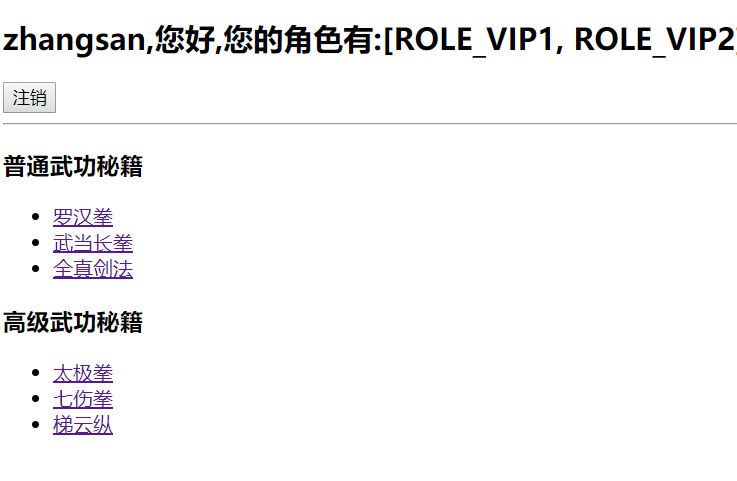 zhangsan,您好,您的角色有:[ROLE_VIP1, ROLE_VIP2]
注销
普通武功秘籍
罗汉拳
武当长拳
全真剑法
高级武功秘籍
太极拳
七伤拳
梯云纵